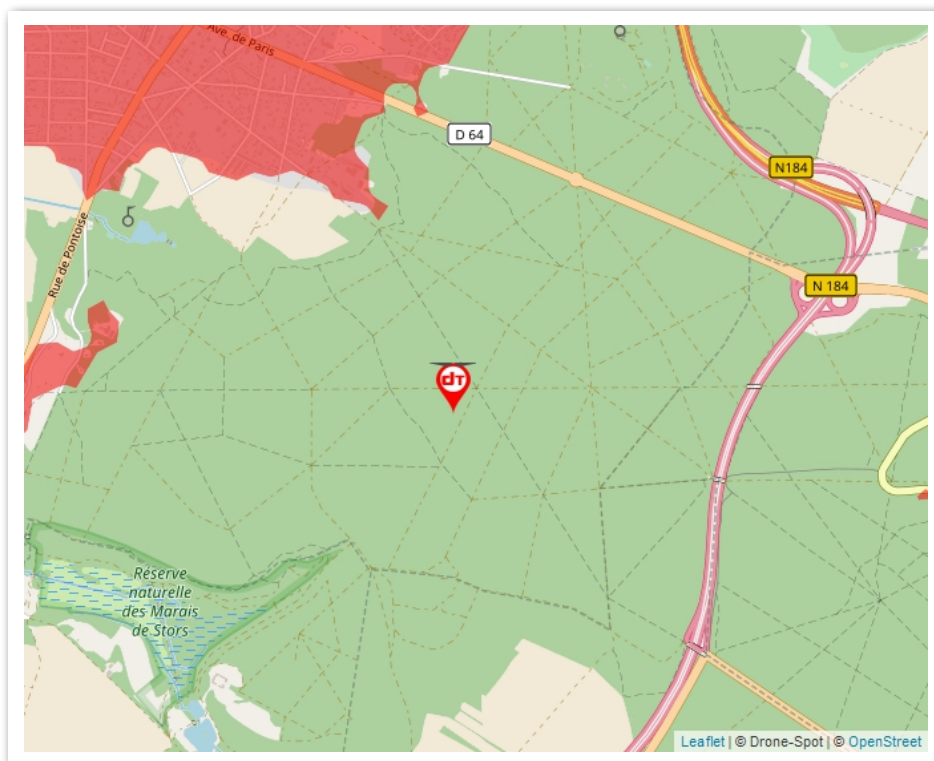 Ave. de Paris
D 64
N184
Rue de Pontoise
N 184
dT
Réserve
naturelle
des Marais
de Stors
Leaflet | © Drone-Spot | © OpenStreet